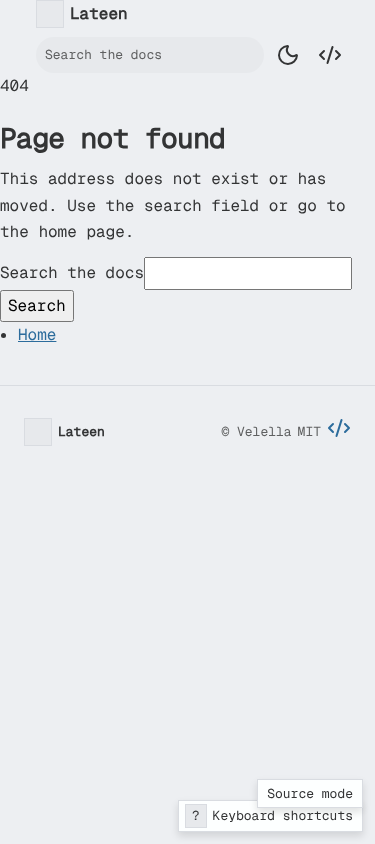 Lateen
Search the docs
404
Page not found
This address does not exist or has
moved. Use the search field or go to
the home page.
Search the docs
Search
Home
Lateen
© Velella MIT
Source mode
? Keyboard shortcuts